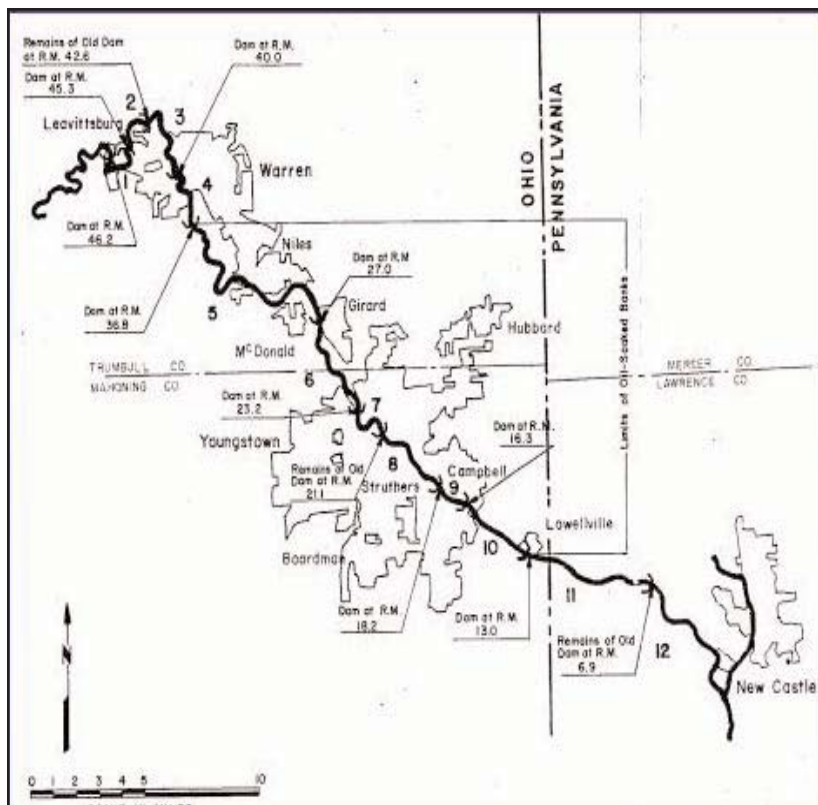 Remains of Old Dam
at R.M. 42.6
Dam at R.M.
40.0
Dam at R.M.
45.3
2
3
Leavittsburg
1
Warren
4
OHIO
PENNSYLVANIA
Dam at R.M.
46.2
Niles
Dam at R.M.
27.0
5
Girard
Dam at R.M.
36.8
Hubbard
Mc Donald
TRUMBULL CO.
MAHONING CO.
MERCER CO.
LAWRENCE CO.
Limits of Oil-Soaked Banks
6
Dam at R.M.
23.2
7
Dam at R.M.
16.3
Youngstown
8
Remains of Old
Dam at R.M.
21.1
Campbell
Struthers
9
Lowellville
10
Boardman
11
Dam at R.M.
18.2
Dam at R.M.
13.0
Remains of Old
Dam at R.M.
6.9
12
New Castle
N
0 1 2 3 4 5 10